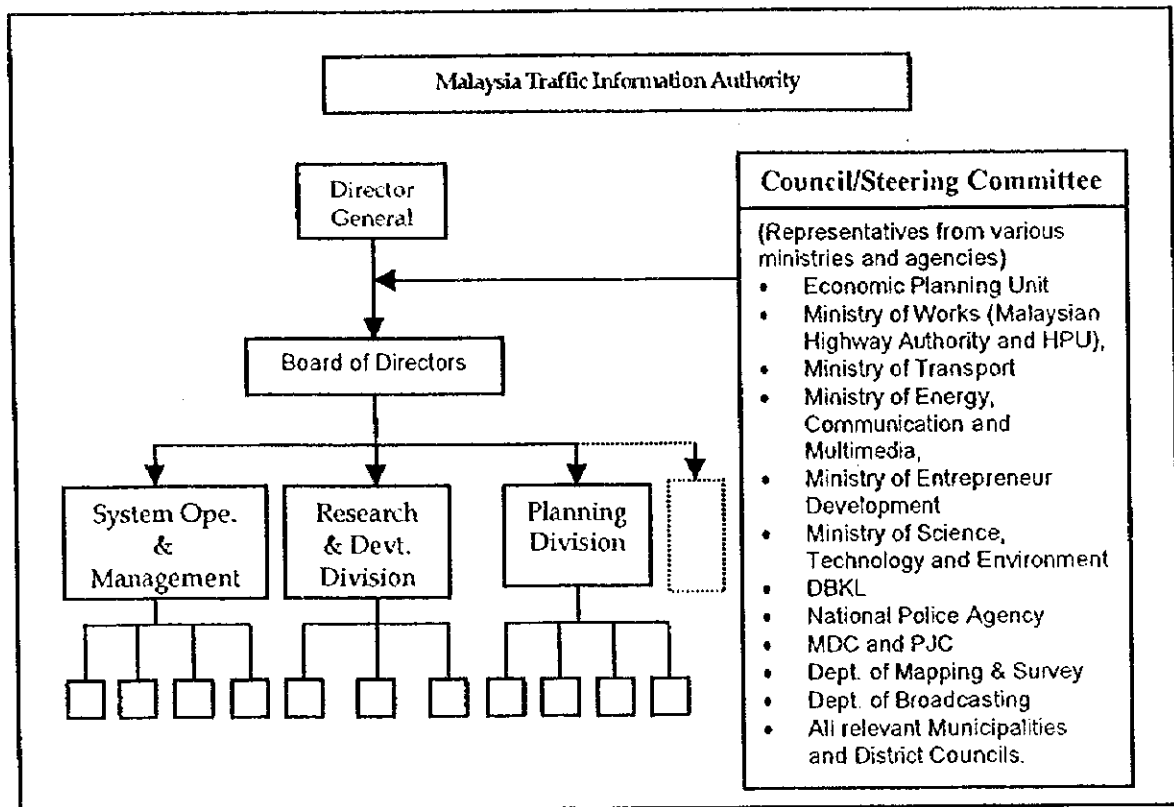 Malaysia Traffic Information Authority
Director
General
Board of Directors
System Ope.
&
Management
Research
& Devt.
Division
Planning
Division
Council/Steering Committee
(Representatives from various
ministries and agencies)
• Economic Planning Unit
• Ministry of Works (Malaysian
Highway Authority and HPU),
• Ministry of Transport
• Ministry of Energy,
Communication and
Multimedia,
• Ministry of Entrepreneur
Development
• Ministry of Science,
Technology and Environment
• DBKL
• National Police Agency
• MDC and PJC
• Dept. of Mapping & Survey
• Dept. of Broadcasting
• All relevant Municipalities
and District Councils.